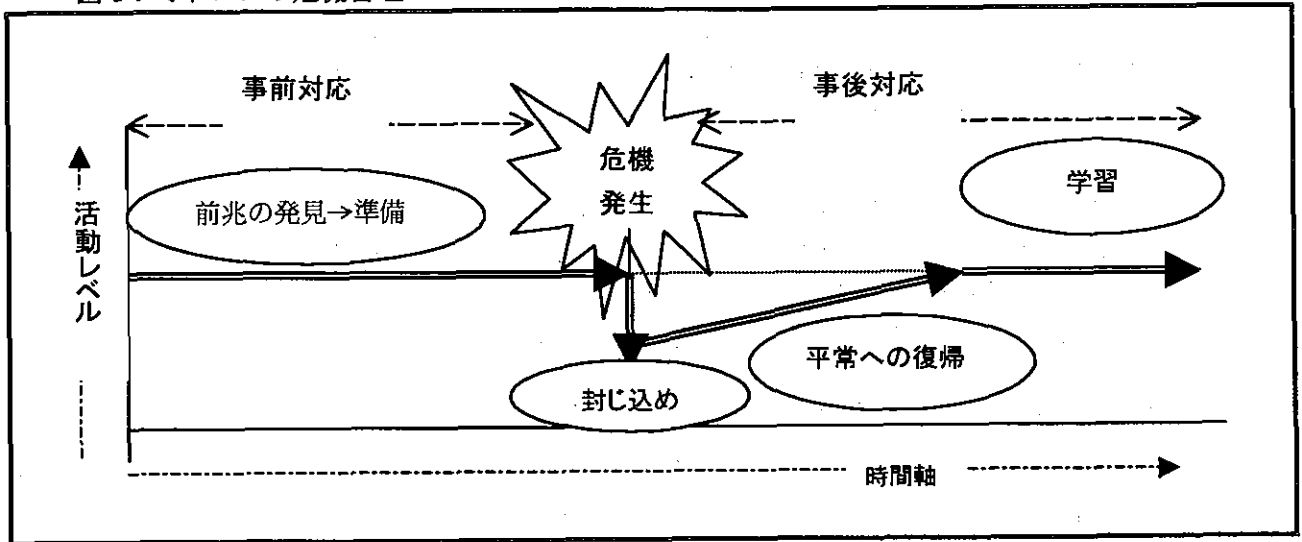 事前対応
事後対応
危機
発生
学習
前兆の発見→準備
活動レベル
平常への復帰
封じ込め
時間軸